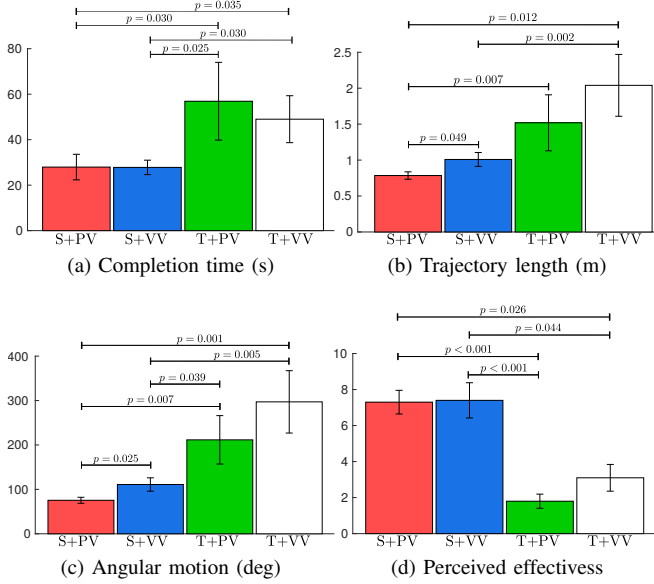 p = 0.035
p = 0.030
p = 0.030
p = 0.025
80
60
40
20
0
S+PV S+VV T+PV T+VV
(a) Completion time (s)
p = 0.012
p = 0.002
p = 0.007
p = 0.049
2.5
2
1.5
1
0.5
0
S+PV S+VV T+PV T+VV
(b) Trajectory length (m)
p = 0.001
p = 0.005
p = 0.039
p = 0.007
p = 0.025
400
300
200
100
0
S+PV S+VV T+PV T+VV
(c) Angular motion (deg)
p = 0.026
p = 0.044
p < 0.001
p < 0.001
10
8
6
4
2
0
S+PV S+VV T+PV T+VV
(d) Perceived effectivess